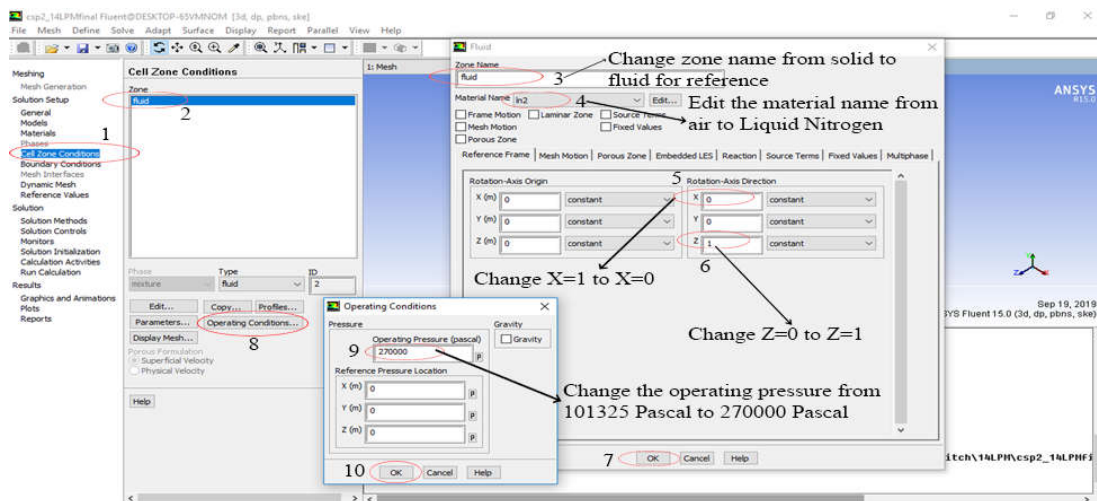 csp2_14LPMfinal Fluent@DESKTOP-65VMNOM [3d, dp, pbns, ske]
File Mesh Define Solve Adapt Surface Display Report Parallel View Help
Meshing
Mesh Generation
Solution Setup
General
Models
Materials
Phases
Cell Zone Conditions
Boundary Conditions
Mesh Interfaces
Dynamic Mesh
Reference Values
Solution
Solution Methods
Solution Controls
Monitors
Solution Initialization
Calculation Activities
Run Calculation
Results
Graphics and Animations
Plots
Reports
1
Cell Zone Conditions
Zone
fluid
2
Phase Type ID
mixture fluid 2
Edit... Copy... Profiles...
Parameters... Operating Conditions...
Display Mesh...
8
Porous Formulation
Superficial Velocity
Physical Velocity
Help
1: Mesh
Fluid
Zone Name
fluid
3
Change zone name from solid to
fluid for reference
Material Name ln2 Edit...
4
Edit the material name from
air to Liquid Nitrogen
Frame Motion Laminar Zone Source Terms
Mesh Motion Fixed Values
Porous Zone
Reference Frame Mesh Motion Porous Zone Embedded LES Reaction Source Terms Fixed Values Multiphase
Rotation-Axis Origin 5 Rotation-Axis Direction
X (m) 0 constant X 0 constant
Y (m) 0 constant Y 0 constant
Z (m) 0 constant Z 1 constant
6
Change X=1 to X=0
Change Z=0 to Z=1
Operating Conditions
Pressure Gravity
Operating Pressure (pascal) Gravity
9 270000 p
Reference Pressure Location
X (m) 0 p
Y (m) 0 p
Z (m) 0 p
Change the operating pressure from
101325 Pascal to 270000 Pascal
10 OK Cancel Help
7 OK Cancel Help
ANSYS
R15.0
Y
Z X
Sep 19, 2019
SYS Fluent 15.0 (3d, dp, pbns, ske)
itch\14LPM\csp2_14LPMFi